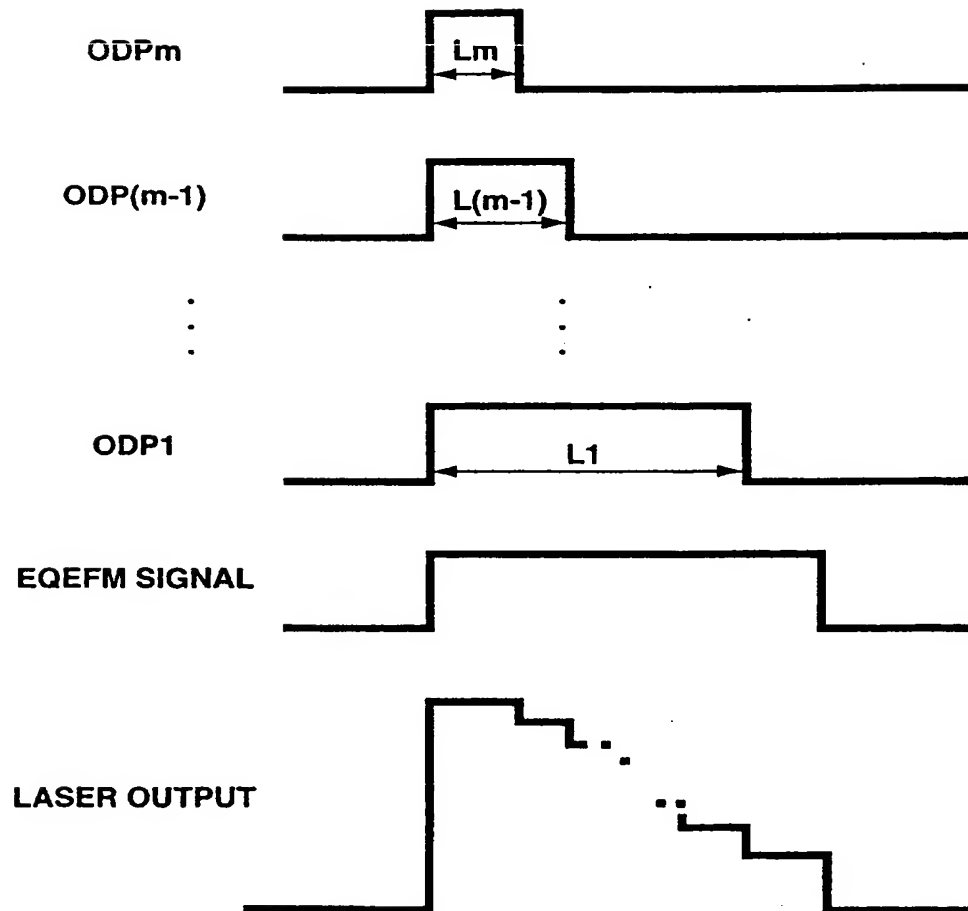 ODPm
Lm
ODP(m-1)
L(m-1)
ODP1
L1
EQEFM SIGNAL
LASER OUTPUT